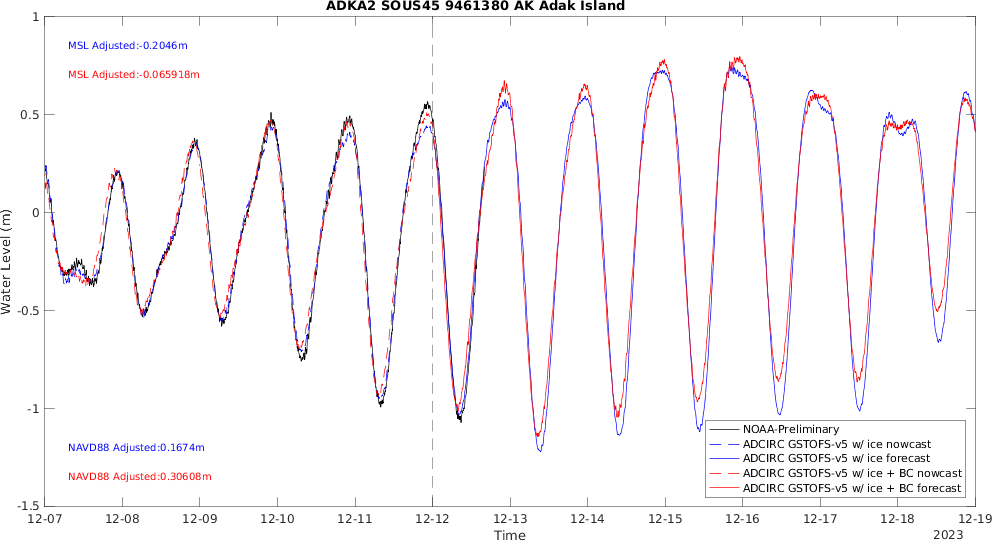 ADKA2 SOUS45 9461380 AK Adak Island
1
MSL Adjusted:-0.2046m
MSL Adjusted:-0.065918m
0.5
0
Water Level (m)
-0.5
-1
NOAA-Preliminary
ADCIRC GSTOFS-v5 w/ ice nowcast
ADCIRC GSTOFS-v5 w/ ice forecast
ADCIRC GSTOFS-v5 w/ ice + BC nowcast
ADCIRC GSTOFS-v5 w/ ice + BC forecast
NAVD88 Adjusted:0.1674m
NAVD88 Adjusted:0.30608m
-1.5
12-07 12-08 12-09 12-10 12-11 12-12 12-13 12-14 12-15 12-16 12-17 12-18 12-19
Time
2023